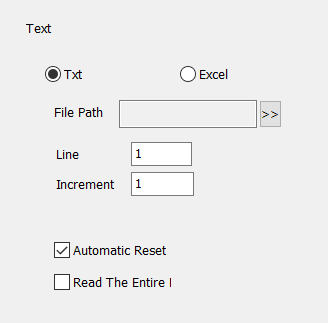 Text
Txt Excel
File Path >>
Line 1
Increment 1
Automatic Reset
Read The Entire